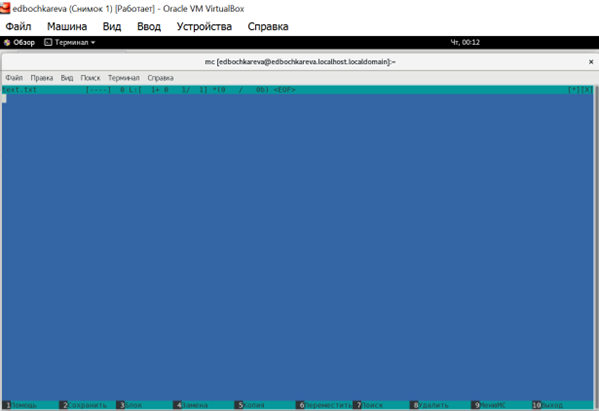 edbochkareva (Снимок 1) [Работает] - Oracle VM VirtualBox
Файл Машина Вид Ввод Устройства Справка
Обзор Терминал Чт, 00:12
mc [edbochkareva@edbochkareva.localhost.localdomain]:~
Файл Правка Вид Поиск Терминал Справка
text.txt [----] 0 L:[ 1+ 0 1/ 1] *(0 / 0b) <EOF> [*][X]
1Помощь 2Сохранить 3Блок 4Замена 5Копия 6Переместить 7Поиск 8Удалить 9МенюMC 10Выход